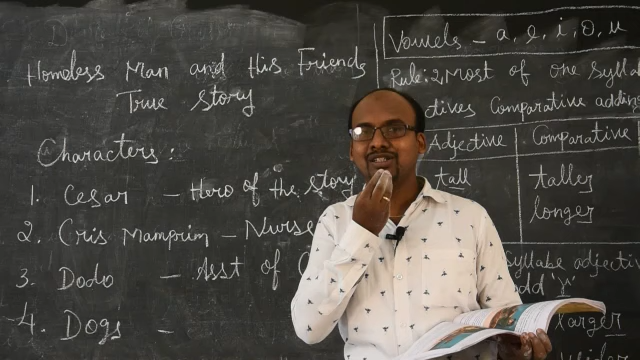 Homeless Man and His Friends
True Story
Characters:
1. Cesar – Hero of the story
2. Cris Mamprim – Nurse
3. Dodo – Asst of
4. Dogs –
Vowels – a, e, i, o, u
Rule: 2, Most of one Sylla
ctives Comparative adding
Adjective Comparative
tall taller
longer
Syllable adjectiv
add 'r'
Larger